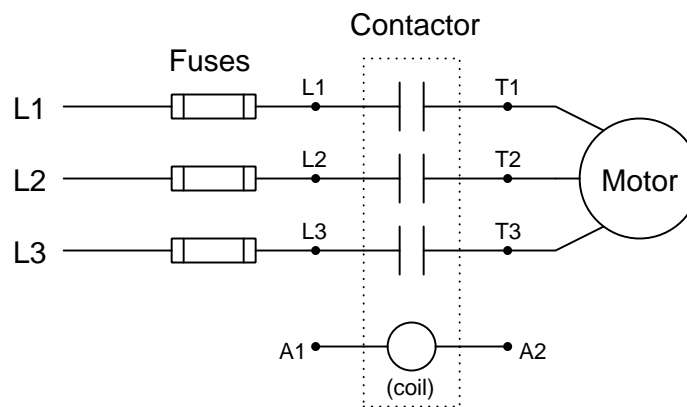 Contactor
Fuses
L1 L1 T1
L2 L2 T2
L3 L3 T3
Motor
A1 A2
(coil)